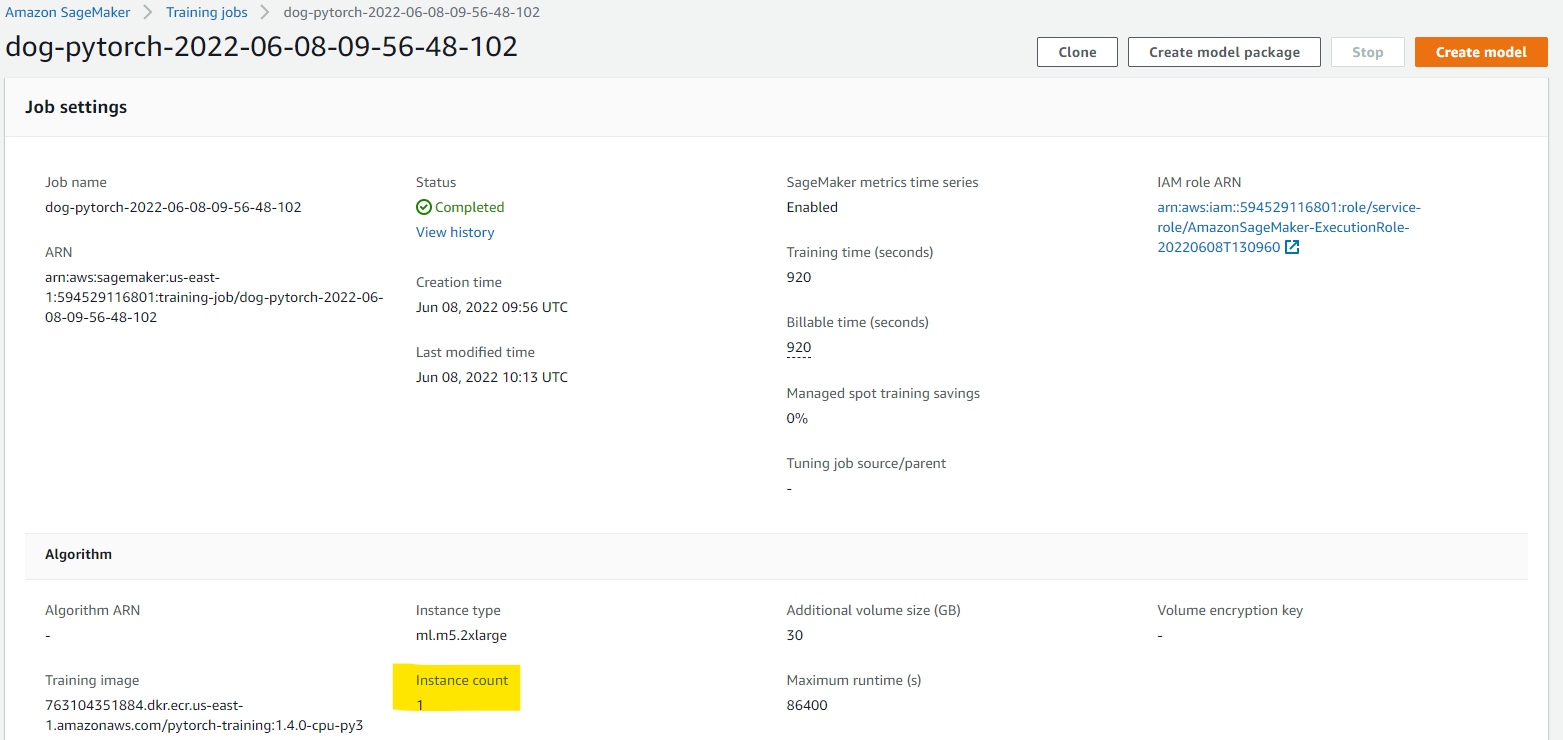 Amazon SageMaker > Training jobs > dog-pytorch-2022-06-08-09-56-48-102
dog-pytorch-2022-06-08-09-56-48-102
Clone
Create model package
Stop
Create model
Job settings
Job name
dog-pytorch-2022-06-08-09-56-48-102
ARN
arn:aws:sagemaker:us-east-
1:594529116801:training-job/dog-pytorch-2022-06-
08-09-56-48-102
Status
Completed
View history
Creation time
Jun 08, 2022 09:56 UTC
Last modified time
Jun 08, 2022 10:13 UTC
SageMaker metrics time series
Enabled
Training time (seconds)
920
Billable time (seconds)
920
Managed spot training savings
0%
Tuning job source/parent
-
IAM role ARN
arn:aws:iam::594529116801:role/service-
role/AmazonSageMaker-ExecutionRole-
20220608T130960
Algorithm
Algorithm ARN
-
Training image
763104351884.dkr.ecr.us-east-
1.amazonaws.com/pytorch-training:1.4.0-cpu-py3
Instance type
ml.m5.2xlarge
Instance count
1
Additional volume size (GB)
30
Maximum runtime (s)
86400
Volume encryption key
-